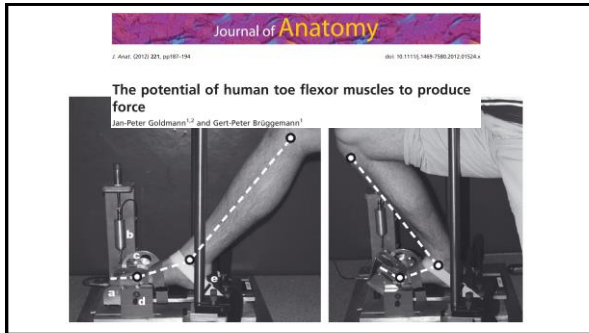 Journal of Anatomy
J. Anat. (2012) 221, pp187–194 doi: 10.1111/j.1469-7580.2012.01524.x
The potential of human toe flexor muscles to produce
force
Jan-Peter Goldmann1,2 and Gert-Peter Brüggemann1
b
c
a
d
e